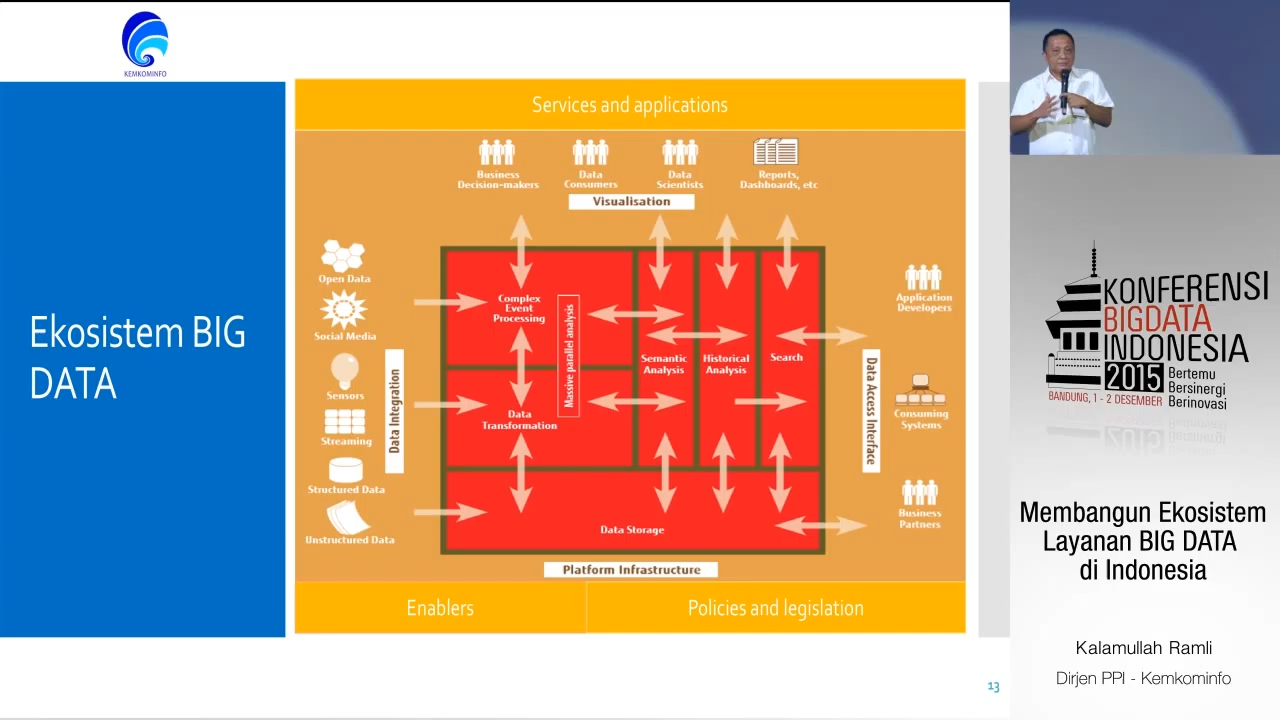 KEMKOMINFO
Ekosistem BIG
DATA
Services and applications
Business
Decision-makers
Data
Consumers
Data
Scientists
Reports,
Dashboards, etc
Visualisation
Open Data
Social Media
Sensors
Streaming
Structured Data
Unstructured Data
Data Integration
Complex
Event
Processing
Massive parallel analysis
Data
Transformation
Semantic
Analysis
Historical
Analysis
Search
Data Storage
Data Access Interface
Application
Developers
Consuming
Systems
Business
Partners
Platform Infrastructure
Enablers
Policies and legislation
13
KONFERENSI
BIGDATA
INDONESIA
2015
Bertemu
Bersinergi
Berinovasi
BANDUNG, 1 - 2 DESEMBER
Membangun Ekosistem
Layanan BIG DATA
di Indonesia
Kalamullah Ramli
Dirjen PPI - Kemkominfo